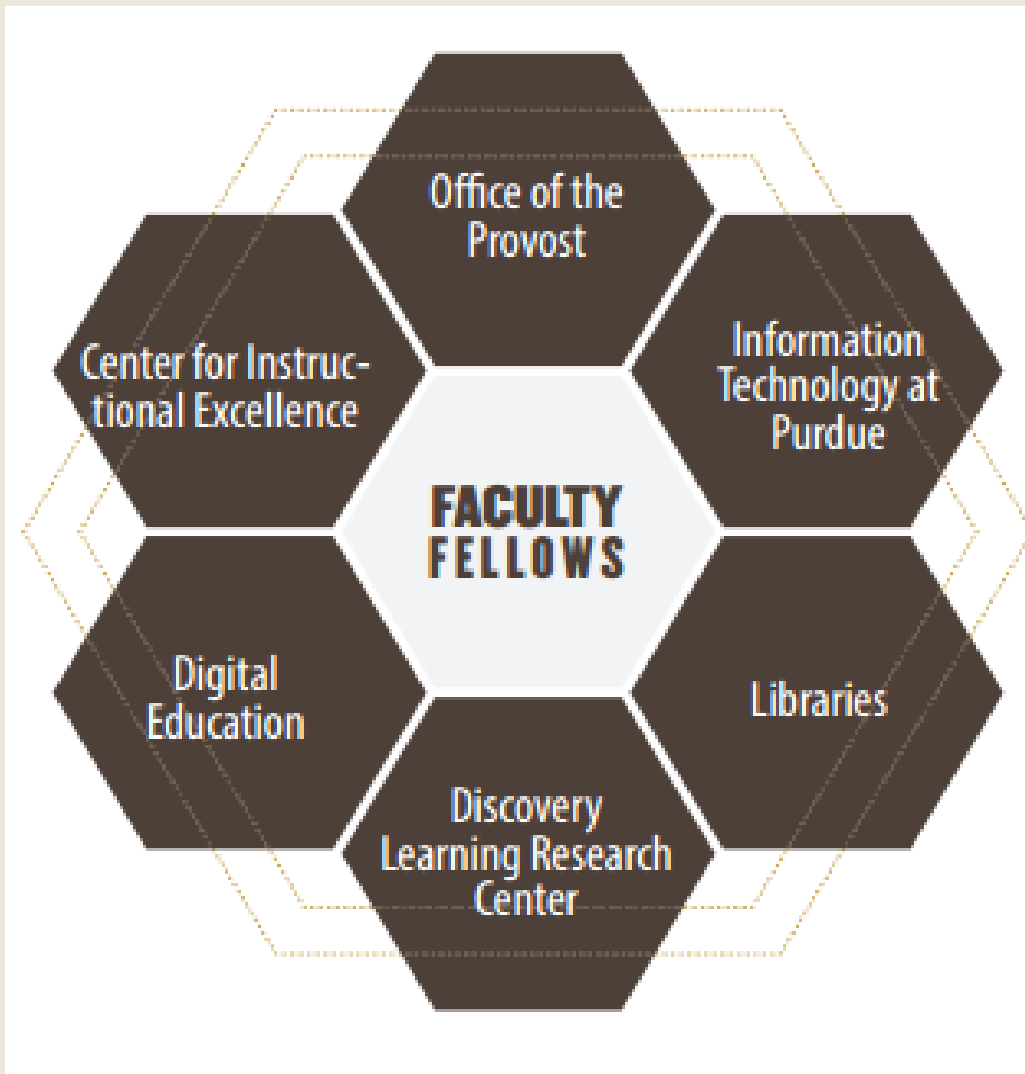 Office of the
Provost
Information
Technology at
Purdue
Center for Instruc-
tional Excellence
FACULTY
FELLOWS
Digital
Education
Libraries
Discovery
Learning Research
Center